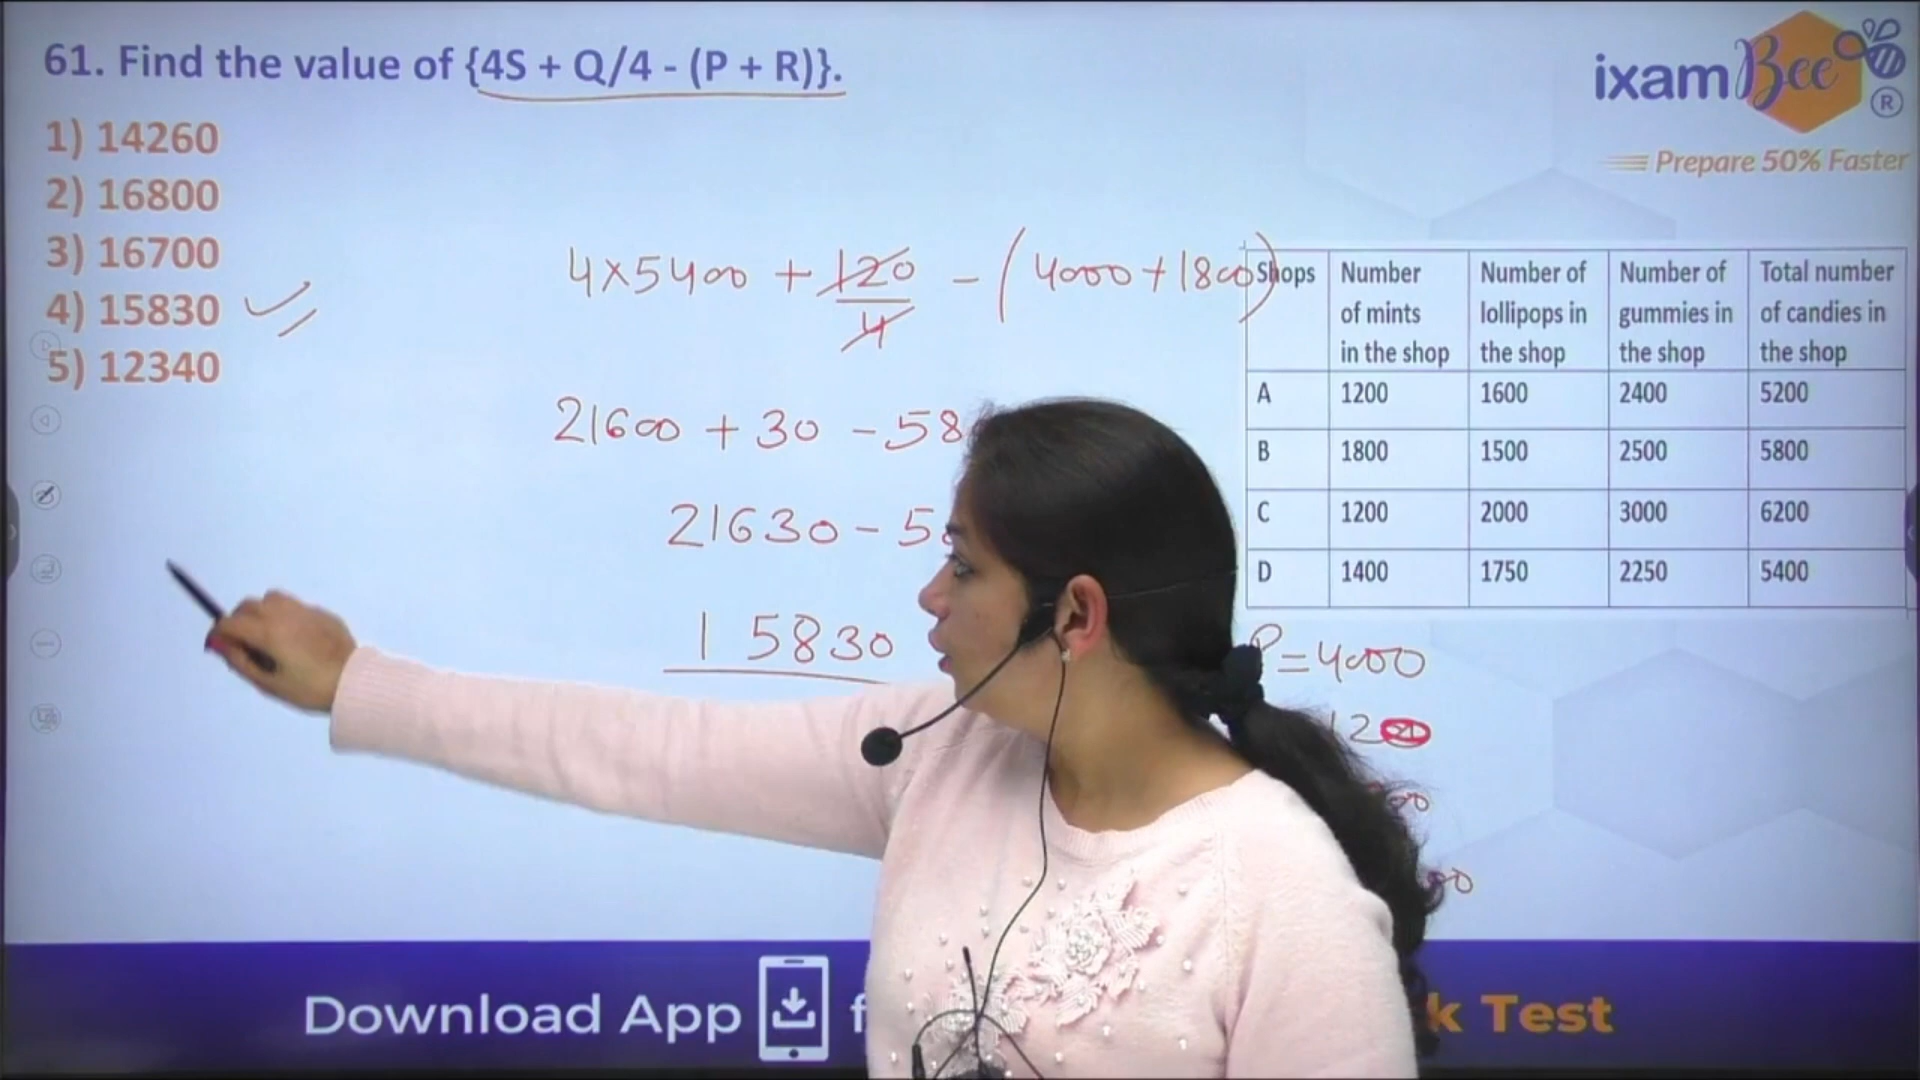 61. Find the value of {4S + Q/4 - (P + R)}.
1) 14260
2) 16800
3) 16700
4) 15830
5) 12340
ixamBee
®
Prepare 50% Faster
4×5400 + 120/4 - (4000+1800)
21600 + 30 - 58
21630 - 5
15830
Shops | Number of mints in the shop | Number of lollipops in the shop | Number of gummies in the shop | Total number of candies in the shop
A | 1200 | 1600 | 2400 | 5200
B | 1800 | 1500 | 2500 | 5800
C | 1200 | 2000 | 3000 | 6200
D | 1400 | 1750 | 2250 | 5400
P=4000
12
00
00
Download App f k Test